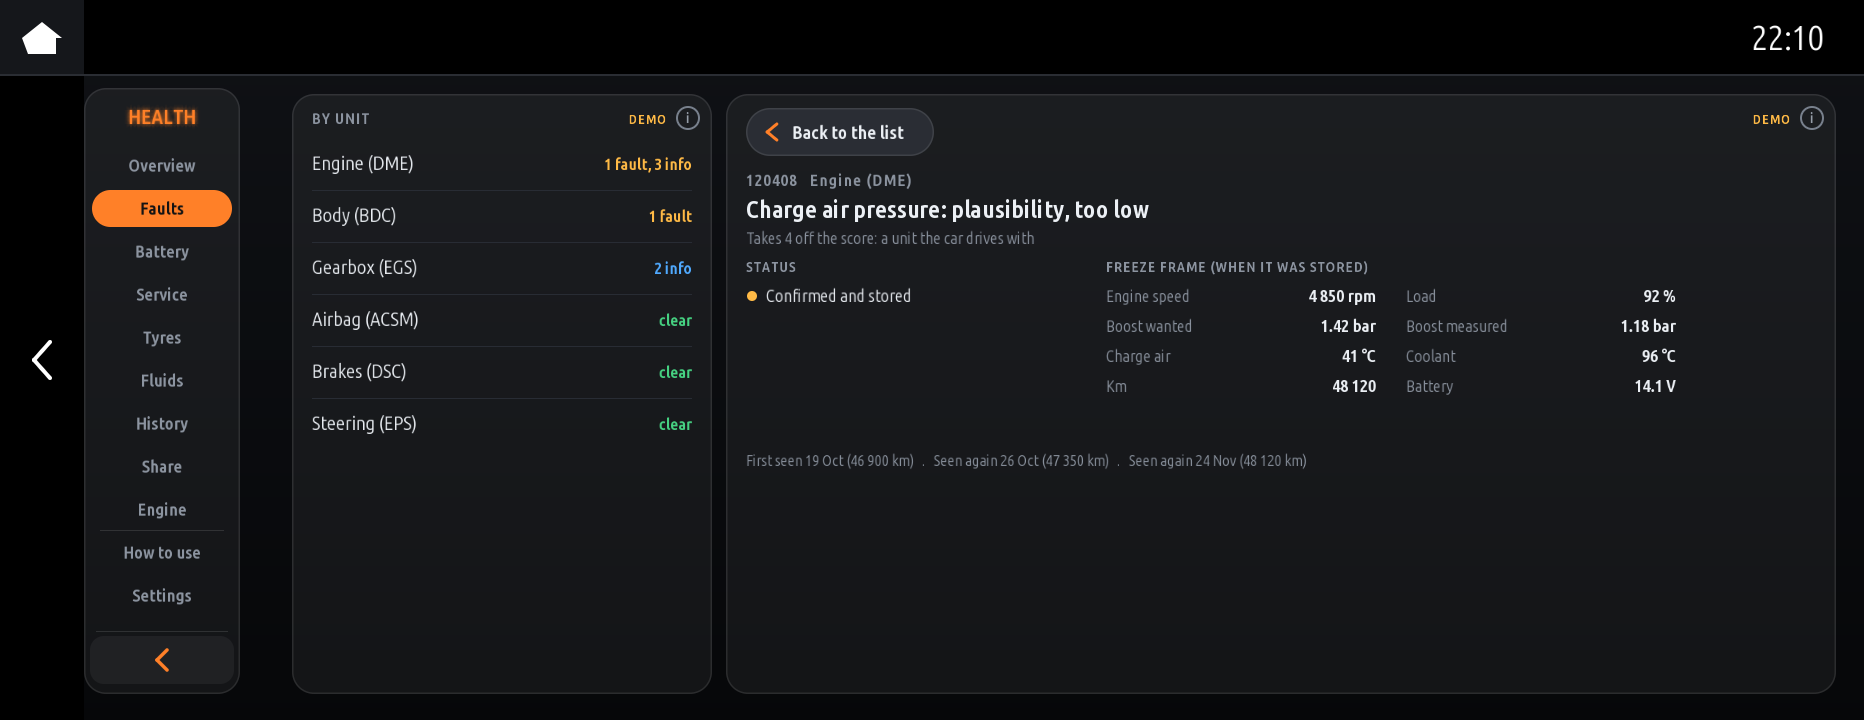 22:10
HEALTH
Overview
Faults
Battery
Service
Tyres
Fluids
History
Share
Engine
How to use
Settings
BY UNIT DEMO i
Engine (DME) 1 fault, 3 info
Body (BDC) 1 fault
Gearbox (EGS) 2 info
Airbag (ACSM) clear
Brakes (DSC) clear
Steering (EPS) clear
Back to the list DEMO i
120408 Engine (DME)
Charge air pressure: plausibility, too low
Takes 4 off the score: a unit the car drives with
STATUS
Confirmed and stored
FREEZE FRAME (WHEN IT WAS STORED)
Engine speed 4 850 rpm Load 92 %
Boost wanted 1.42 bar Boost measured 1.18 bar
Charge air 41 °C Coolant 96 °C
Km 48 120 Battery 14.1 V
First seen 19 Oct (46 900 km) . Seen again 26 Oct (47 350 km) . Seen again 24 Nov (48 120 km)